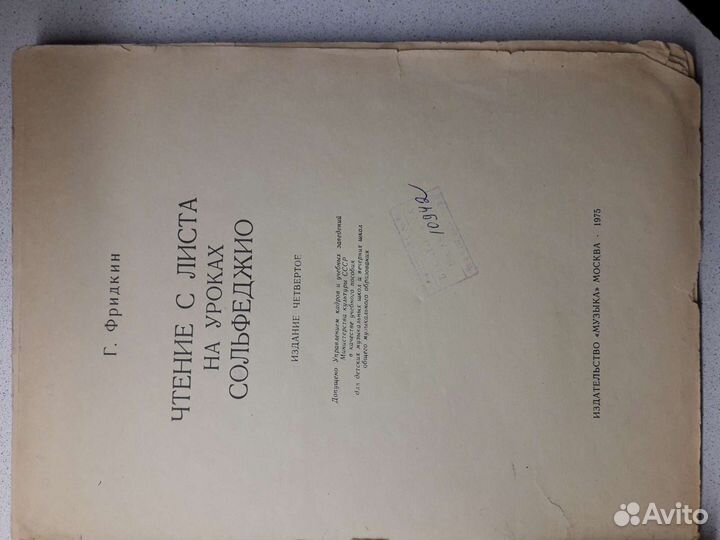 Г. Фридкин
ЧТЕНИЕ С ЛИСТА
НА УРОКАХ
СОЛЬФЕДЖИО
ИЗДАНИЕ ЧЕТВЕРТОЕ
Допущено Управлением кадров и учебных заведений
Министерства культуры СССР
в качестве учебного пособия
для детских музыкальных школ и вечерних школ
общего музыкального образования
10942
ИЗДАТЕЛЬСТВО «МУЗЫКА» МОСКВА · 1975
Avito